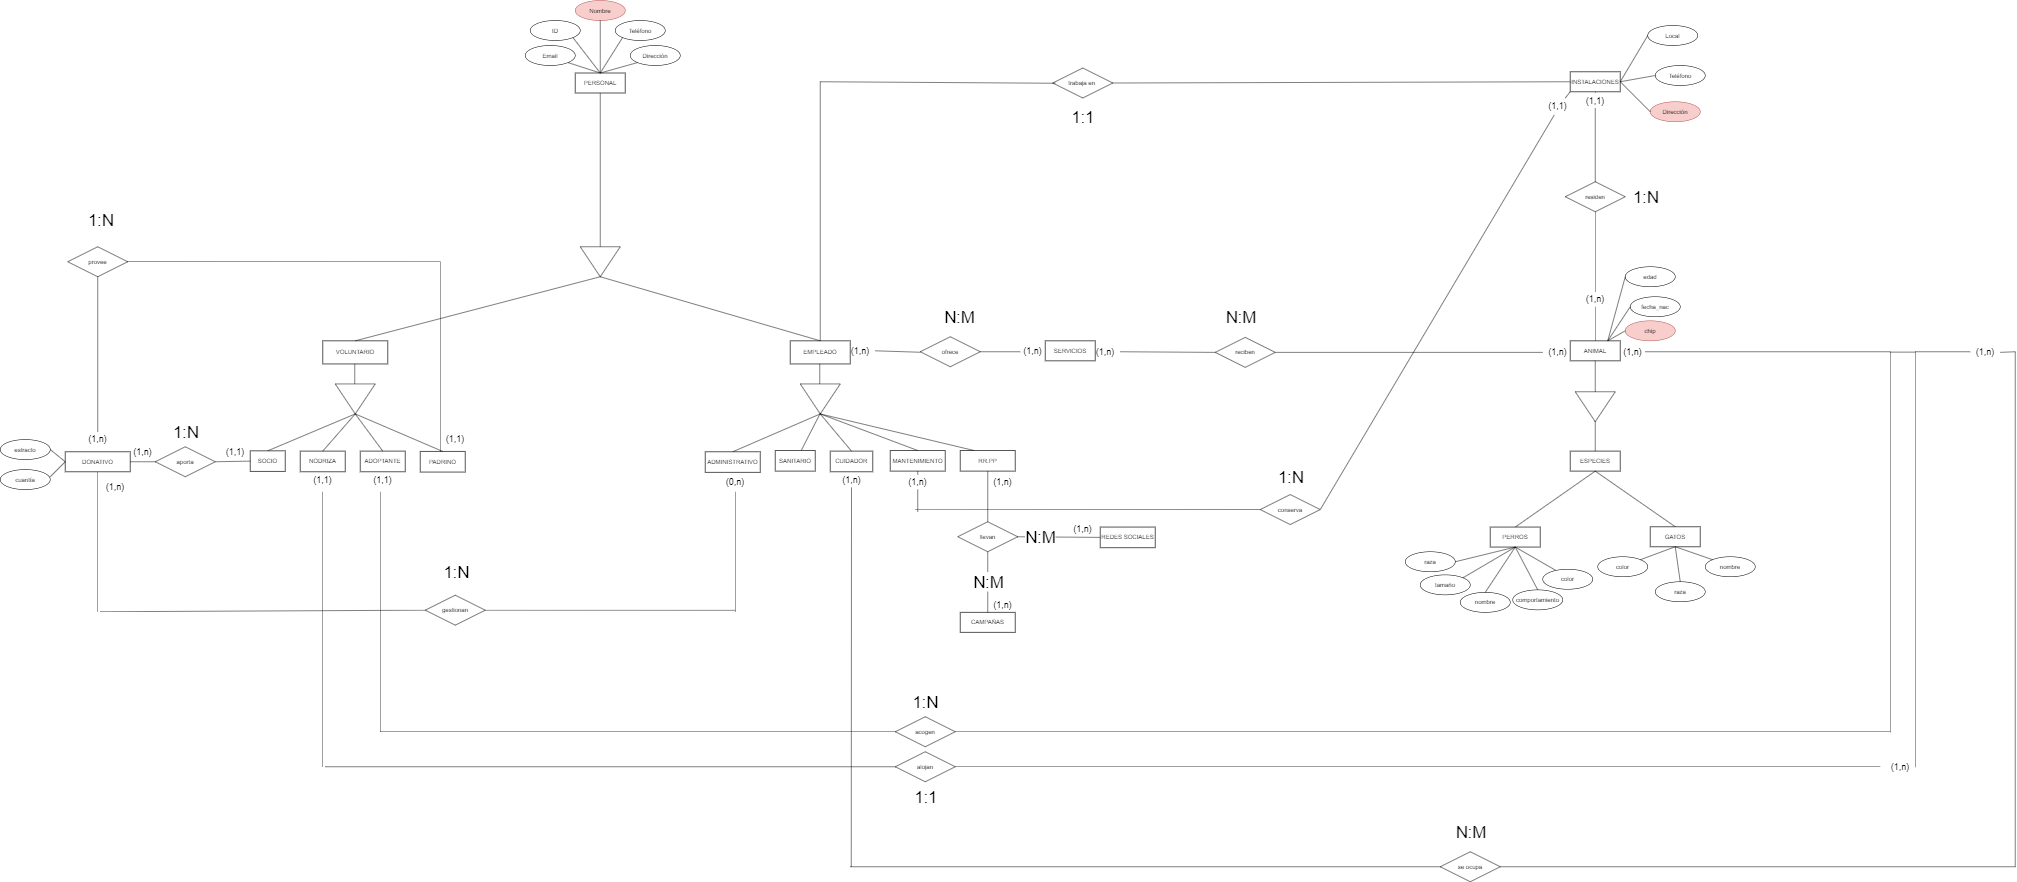 Nombre
ID
Teléfono
Email
Dirección
PERSONAL
trabaja en
1:1
INSTALACIONES
Local
Teléfono
Dirección
(1,1)
(1,1)
residen
1:N
1:N
provee
(1,n)
edad
fecha_nac
chip
VOLUNTARIO
EMPLEADO
(1,n)
N:M
ofrece
(1,n)
SERVICIOS
(1,n)
N:M
reciben
(1,n)
ANIMAL
(1,n)
(1,n)
(1,n)
1:N
(1,1)
extracto
cuantía
DONATIVO
(1,n)
aporta
(1,1)
SOCIO
NODRIZA
ADOPTANTE
PADRINO
ADMINISTRATIVO
SANITARIO
CUIDADOR
MANTENIMIENTO
RR.PP
ESPECIES
(1,n)
(1,1)
(1,1)
(0,n)
(1,n)
(1,n)
(1,n)
1:N
conserva
llevan
N:M
(1,n)
REDES SOCIALES
PERROS
GATOS
raza
tamaño
nombre
comportamiento
color
color
raza
nombre
1:N
gestionan
N:M
(1,n)
CAMPAÑAS
1:N
acogen
alojan
(1,n)
1:1
N:M
se ocupa